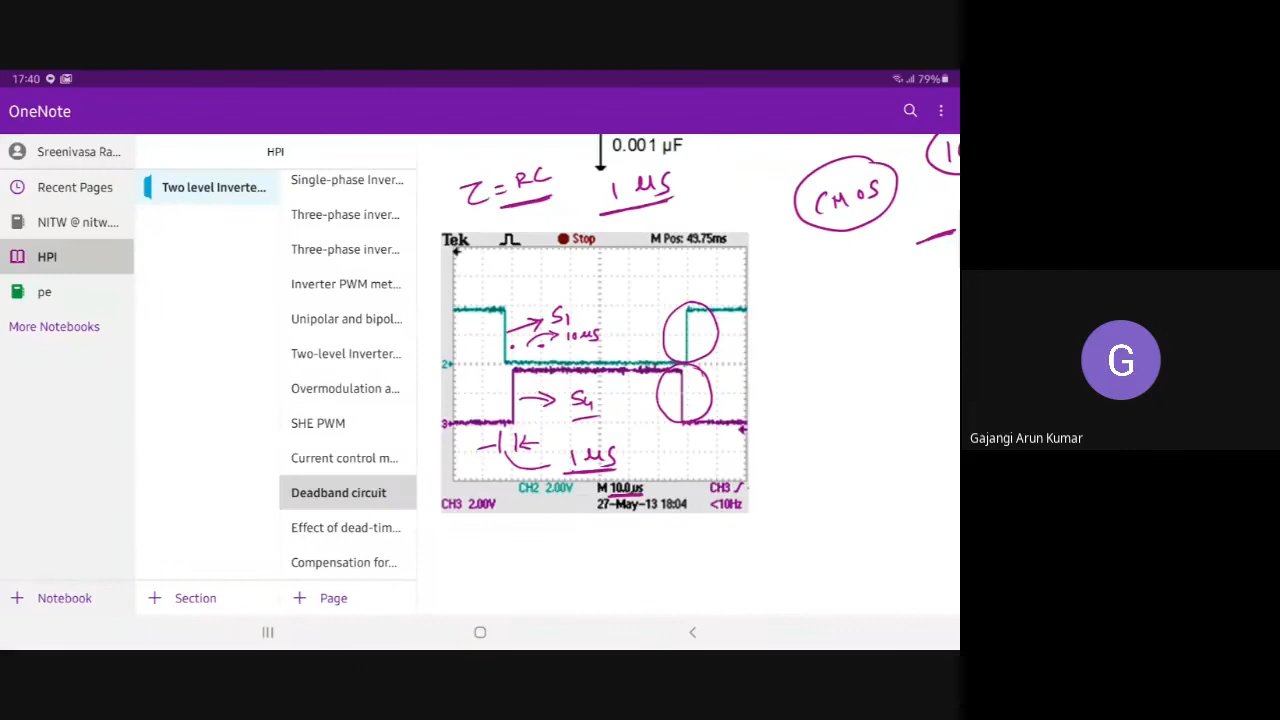 17:40
79%
OneNote
Sreenivasa Ra...
Recent Pages
NITW @ nitw....
HPI
pe
More Notebooks
+ Notebook
HPI
Two level Inverte...
+ Section
Single-phase Inver...
Three-phase inver...
Three-phase inver...
Inverter PWM met...
Unipolar and bipol...
Two-level Inverter...
Overmodulation a...
SHE PWM
Current control m...
Deadband circuit
Effect of dead-tim...
Compensation for...
+ Page
0.001 µF
τ = RC 1 µs
CMOS
Tek Stop M Pos: 49.75ms
S1
10 µs
2
S4
3
1 µs
CH2 2.00V M 10.0µs CH3
CH3 2.00V 27-May-13 18:04 <10Hz
G
Gajangi Arun Kumar